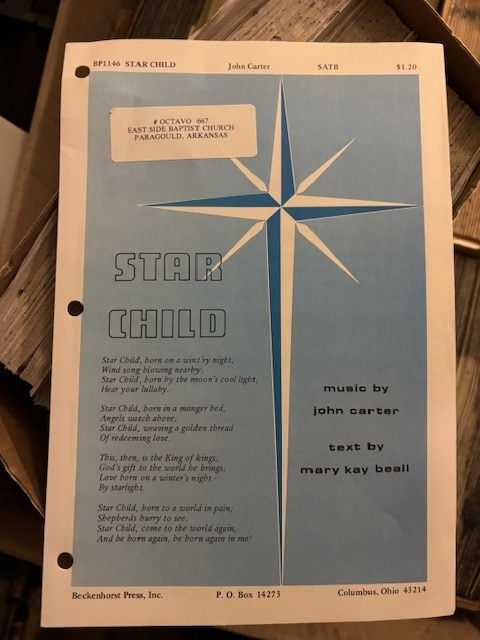 BP1146 STAR CHILD John Carter SATB $1.20
# OCTAVO 667
EAST SIDE BAPTIST CHURCH
PARAGOULD, ARKANSAS
STAR
CHILD
Star Child, born on a wint'ry night,
Wind song blowing nearby;
Star Child, born by the moon's cool light,
Hear your lullaby.
Star Child, born in a manger bed,
Angels watch above;
Star Child, weaving a golden thread
Of redeeming love.
This, then, is the King of kings;
God's gift to the world he brings;
Love born on a winter's night -
By starlight.
Star Child, born to a world in pain;
Shepherds hurry to see.
Star Child, come to the world again,
And be born again, be born again in me!
music by
john carter
text by
mary kay beall
Beckenhorst Press, Inc. P. O. Box 14273 Columbus, Ohio 43214